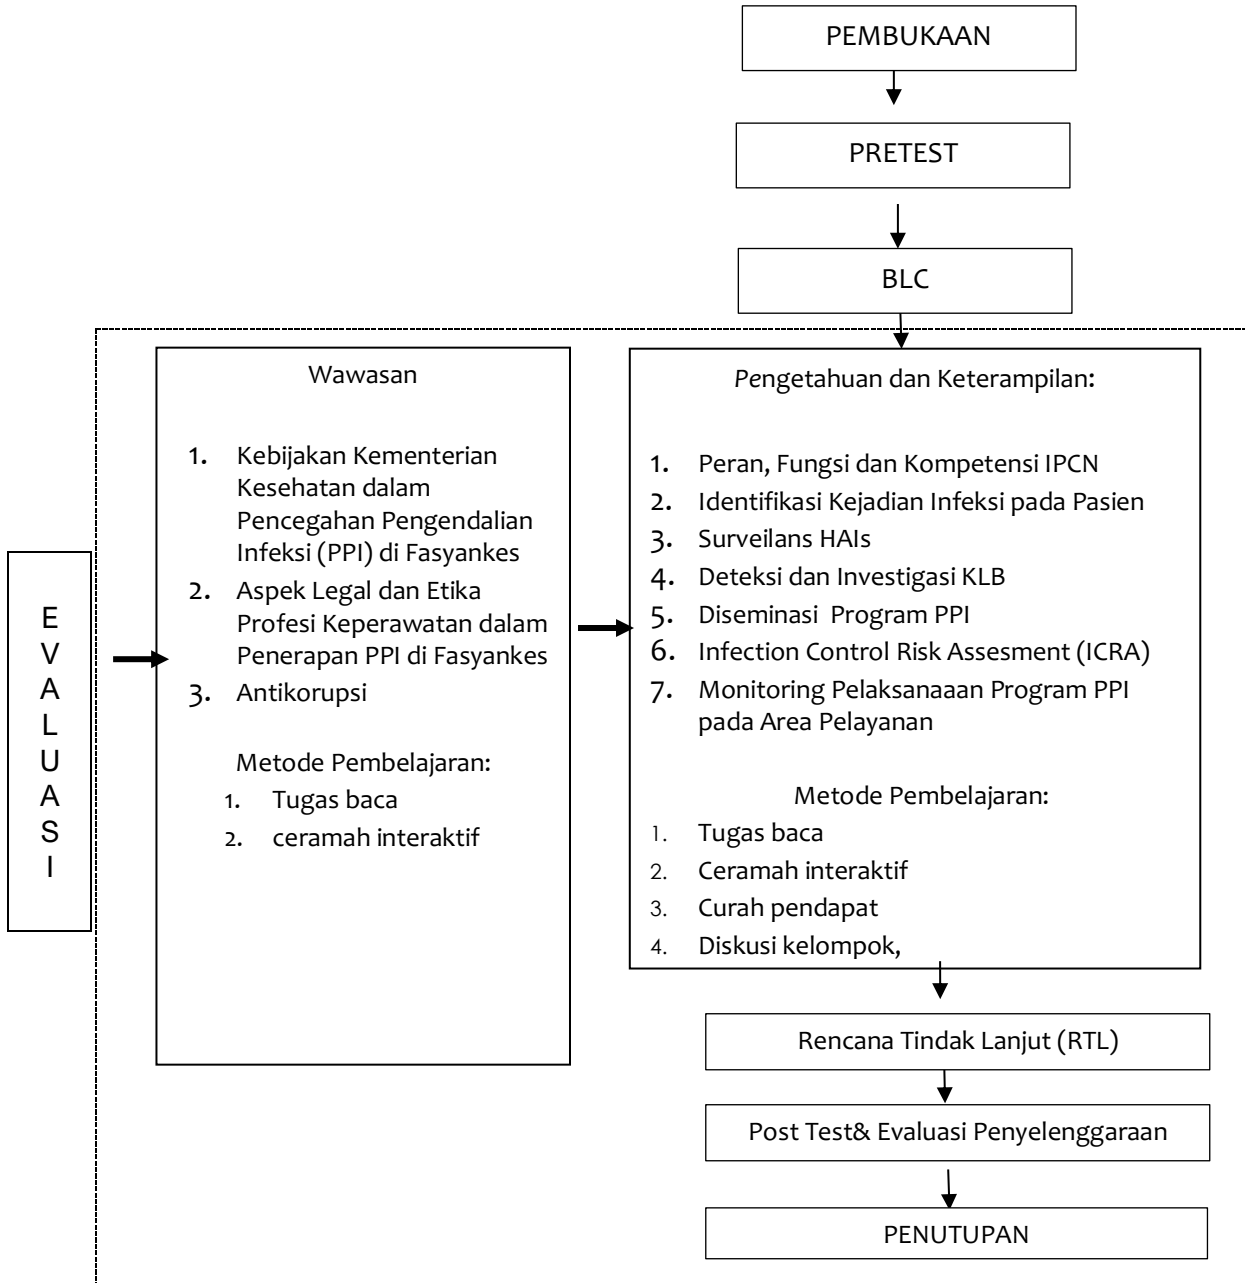 PEMBUKAAN
PRETEST
BLC
E
V
A
L
U
A
S
I
Wawasan
1. Kebijakan Kementerian
Kesehatan dalam
Pencegahan Pengendalian
Infeksi (PPI) di Fasyankes
2. Aspek Legal dan Etika
Profesi Keperawatan dalam
Penerapan PPI di Fasyankes
3. Antikorupsi
Metode Pembelajaran:
1. Tugas baca
2. ceramah interaktif
Pengetahuan dan Keterampilan:
1. Peran, Fungsi dan Kompetensi IPCN
2. Identifikasi Kejadian Infeksi pada Pasien
3. Surveilans HAIs
4. Deteksi dan Investigasi KLB
5. Diseminasi Program PPI
6. Infection Control Risk Assesment (ICRA)
7. Monitoring Pelaksanaaan Program PPI
pada Area Pelayanan
Metode Pembelajaran:
1. Tugas baca
2. Ceramah interaktif
3. Curah pendapat
4. Diskusi kelompok,
Rencana Tindak Lanjut (RTL)
Post Test& Evaluasi Penyelenggaraan
PENUTUPAN